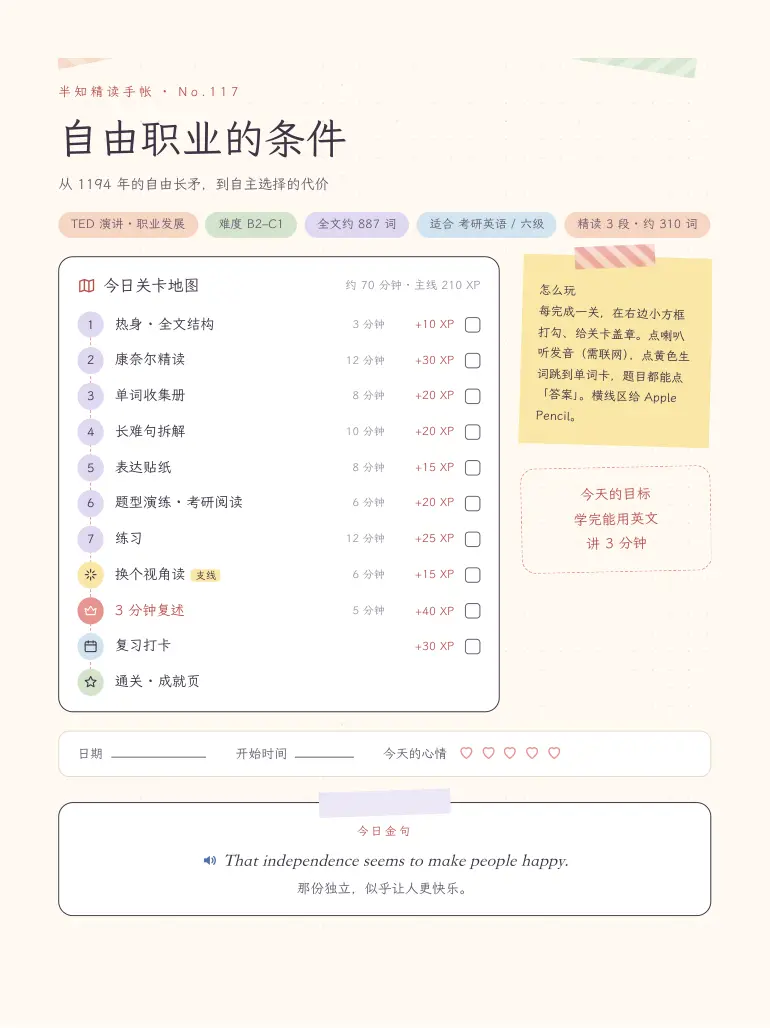 半知精读手帐 · No.117
自由职业的条件
从 1194 年的自由长矛，到自主选择的代价
TED 演讲·职业发展 难度 B2–C1 全文约 887 词 适合 考研英语 / 六级 精读 3 段·约 310 词
今日关卡地图 约 70 分钟·主线 210 XP
1 热身·全文结构 3 分钟 +10 XP
2 康奈尔精读 12 分钟 +30 XP
3 单词收集册 8 分钟 +20 XP
4 长难句拆解 10 分钟 +20 XP
5 表达贴纸 8 分钟 +15 XP
6 题型演练·考研阅读 6 分钟 +20 XP
7 练习 12 分钟 +25 XP
换个视角读 支线 6 分钟 +15 XP
3 分钟复述 5 分钟 +40 XP
复习打卡 +30 XP
通关·成就页
怎么玩
每完成一关，在右边小方框
打勾、给关卡盖章。点喇叭
听发音（需联网），点黄色生
词跳到单词卡，题目都能点
「答案」。横线区给 Apple
Pencil。
今天的目标
学完能用英文
讲 3 分钟
日期 开始时间 今天的心情
今日金句
That independence seems to make people happy.
那份独立，似乎让人更快乐。